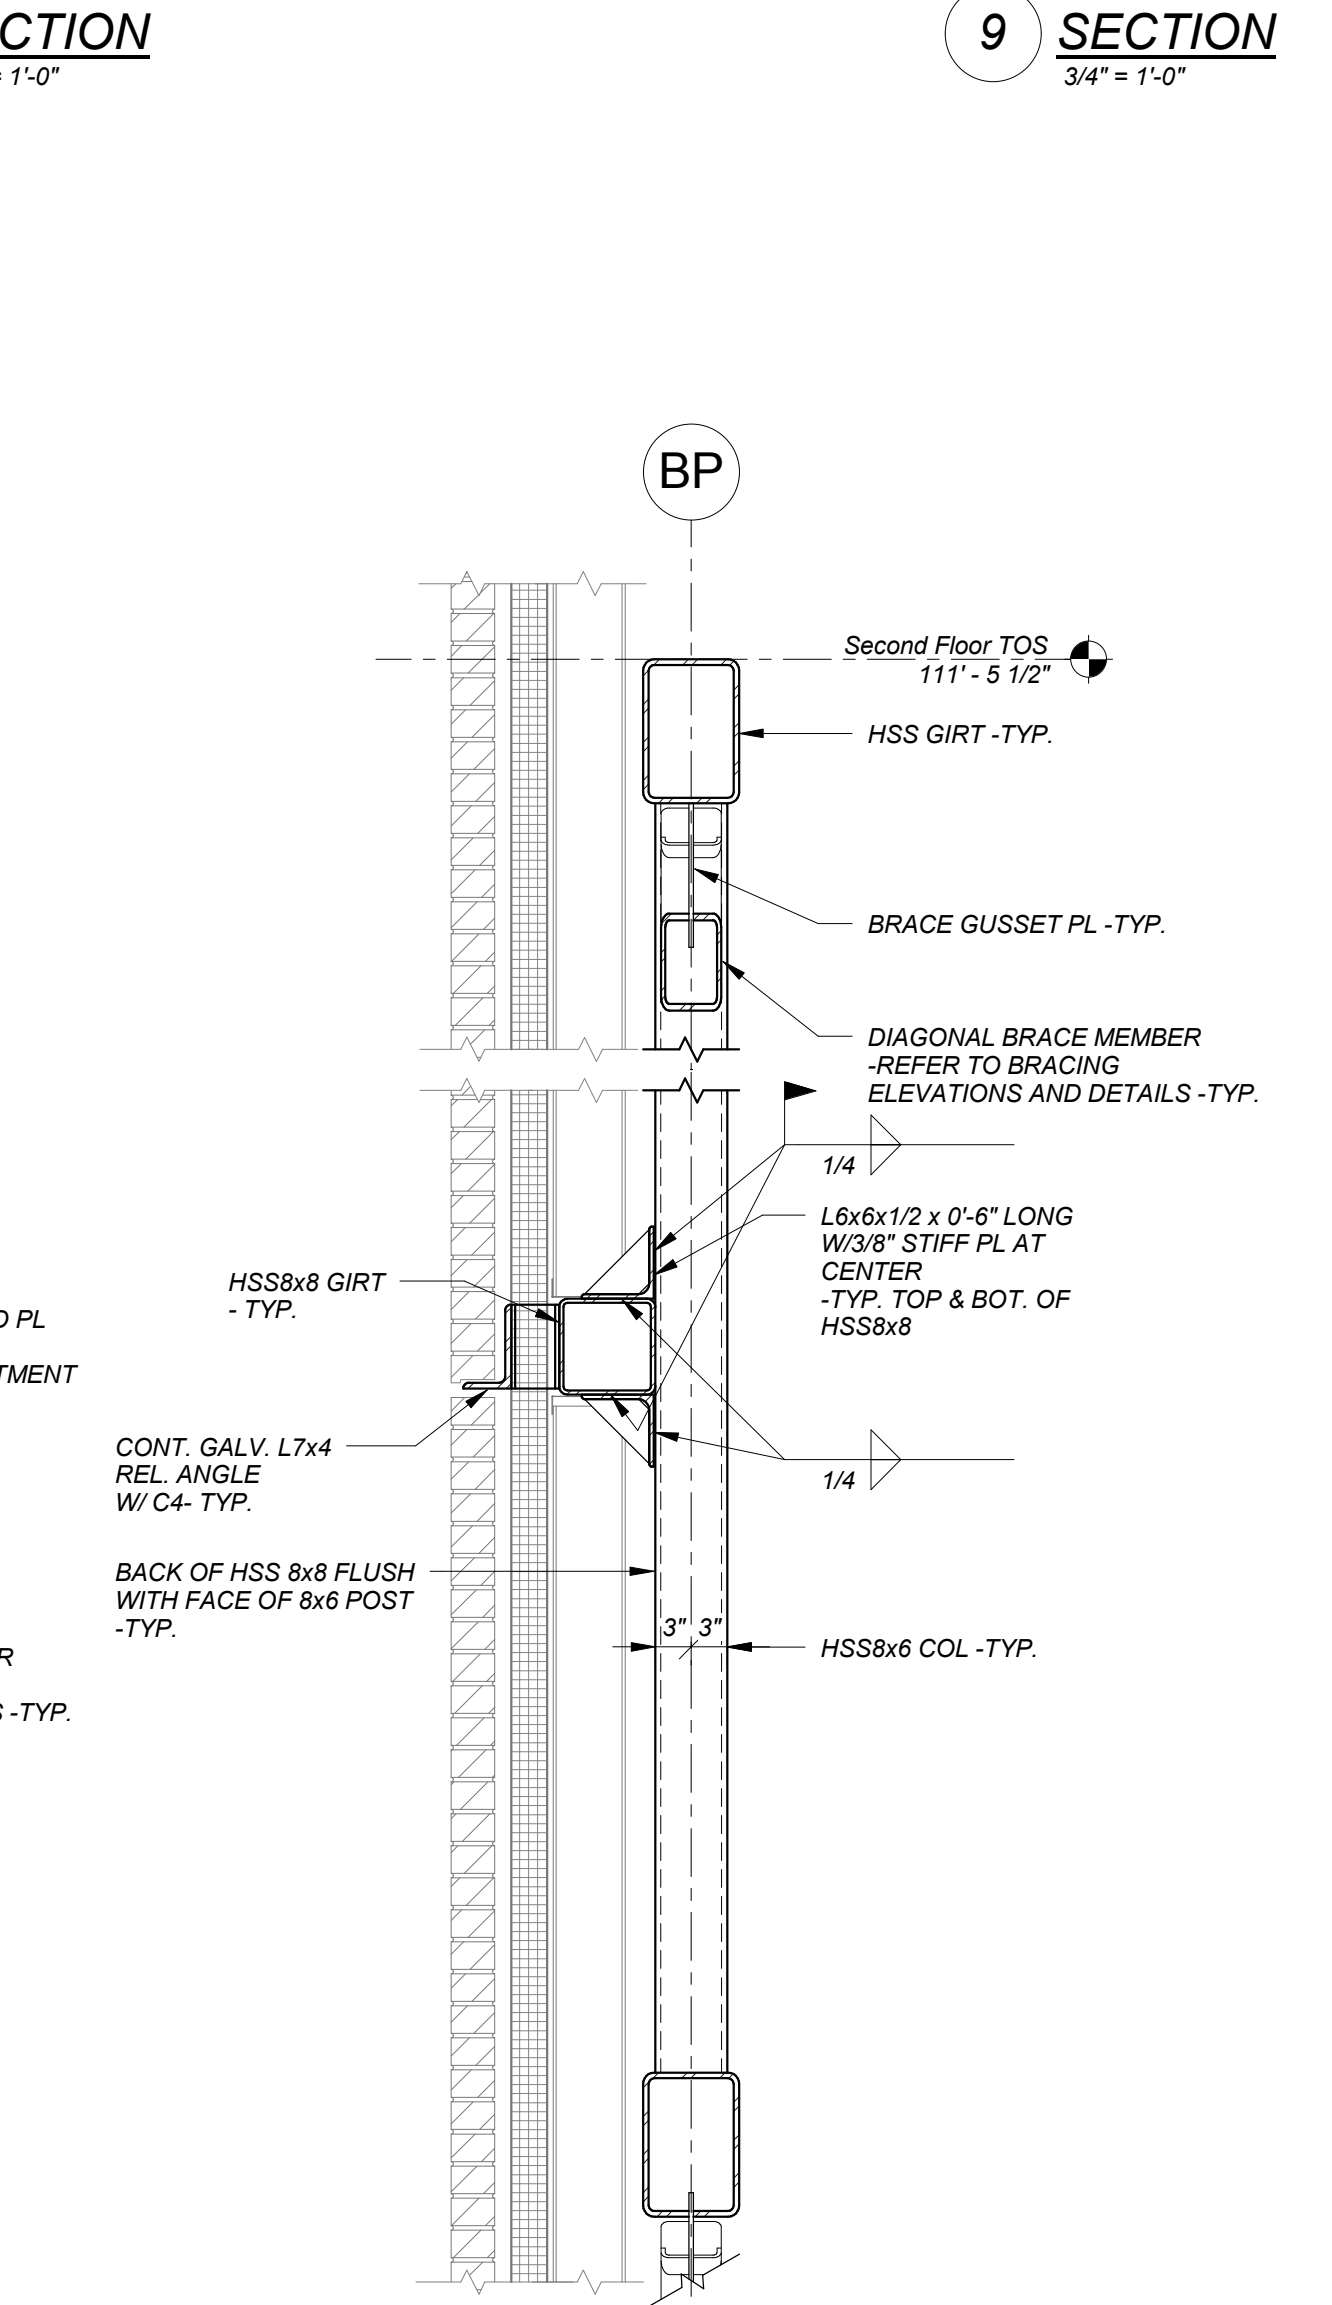 CTION
= 1'-0"
9
SECTION
3/4" = 1'-0"
BP
Second Floor TOS
111' - 5 1/2"
HSS GIRT -TYP.
BRACE GUSSET PL -TYP.
DIAGONAL BRACE MEMBER
-REFER TO BRACING
ELEVATIONS AND DETAILS -TYP.
1/4
L6x6x1/2 x 0'-6" LONG
W/3/8" STIFF PL AT
CENTER
-TYP. TOP & BOT. OF
HSS8x8
HSS8x8 GIRT
- TYP.
PL
TMENT
CONT. GALV. L7x4
REL. ANGLE
W/ C4- TYP.
1/4
BACK OF HSS 8x8 FLUSH
WITH FACE OF 8x6 POST
-TYP.
3" 3"
HSS8x6 COL -TYP.
R
S -TYP.